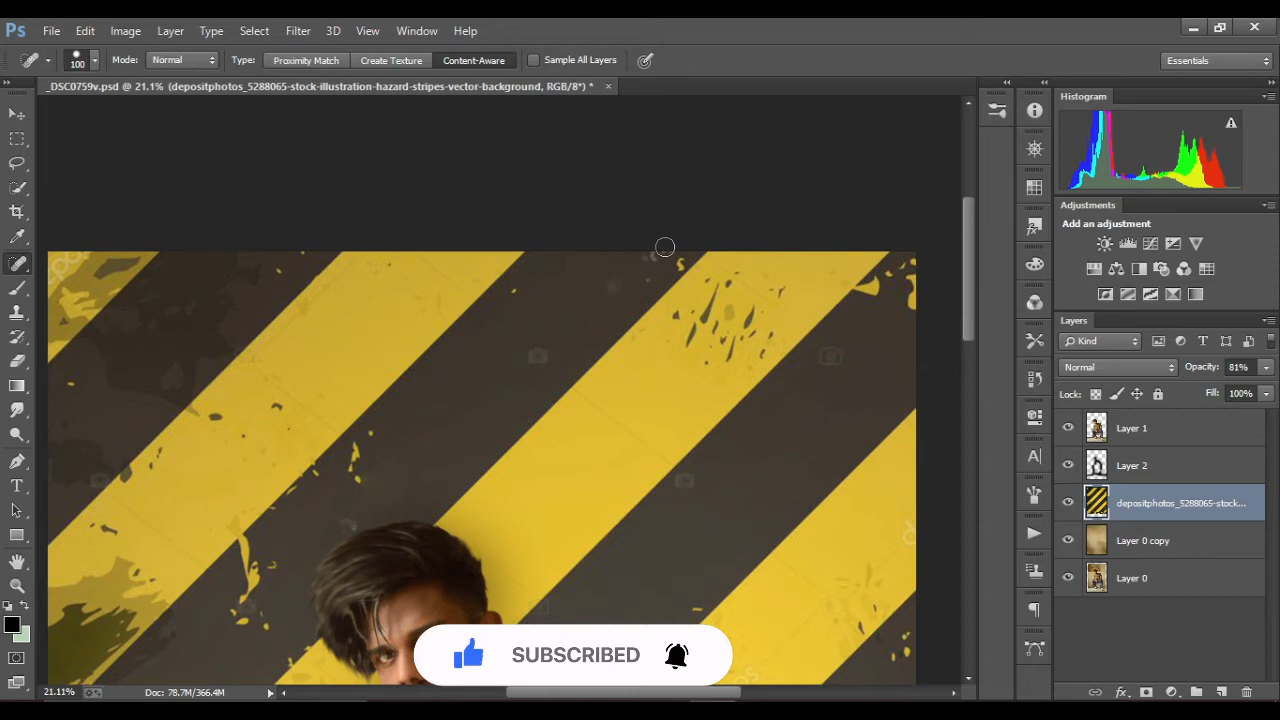 Ps File Edit Image Layer Type Select Filter 3D View Window Help
100 Mode: Normal Type: Proximity Match Create Texture Content-Aware Sample All Layers Essentials
_DSC0759v.psd @ 21.1% (depositphotos_5288065-stock-illustration-hazard-stripes-vector-background, RGB/8*) *
Histogram
Adjustments
Add an adjustment
Layers
Kind
Normal Opacity: 81%
Lock: Fill: 100%
Layer 1
Layer 2
depositphotos_5288065-stock...
Layer 0 copy
Layer 0
SUBSCRIBED
21.11% Doc: 78.7M/366.4M